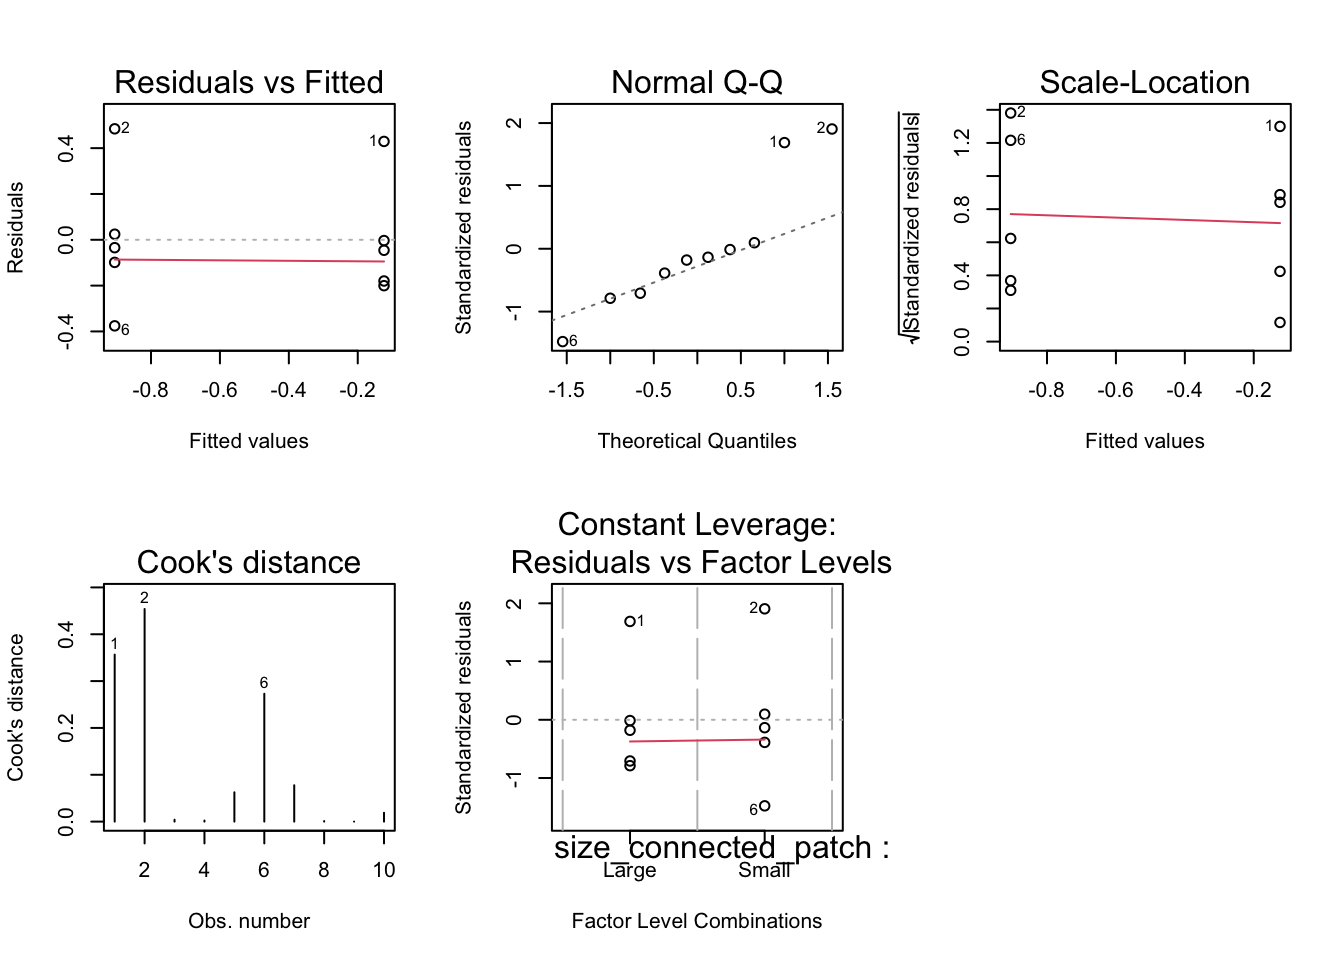 Residuals vs Fitted
Residuals
0.4
0.0
-0.4
2
1
6
-0.8 -0.6 -0.4 -0.2
Fitted values
Normal Q-Q
Standardized residuals
2
1
0
-1
1
2
6
-1.5 -0.5 0.5 1.5
Theoretical Quantiles
Scale-Location
√|Standardized residuals|
1.2
0.8
0.4
0.0
2
6
1
-0.8 -0.6 -0.4 -0.2
Fitted values
Cook's distance
Cook's distance
0.4
0.2
0.0
1
2
6
2 4 6 8 10
Obs. number
Constant Leverage:
Residuals vs Factor Levels
Standardized residuals
2
1
0
-1
1
2
6
size_connected_patch :
Large Small
Factor Level Combinations